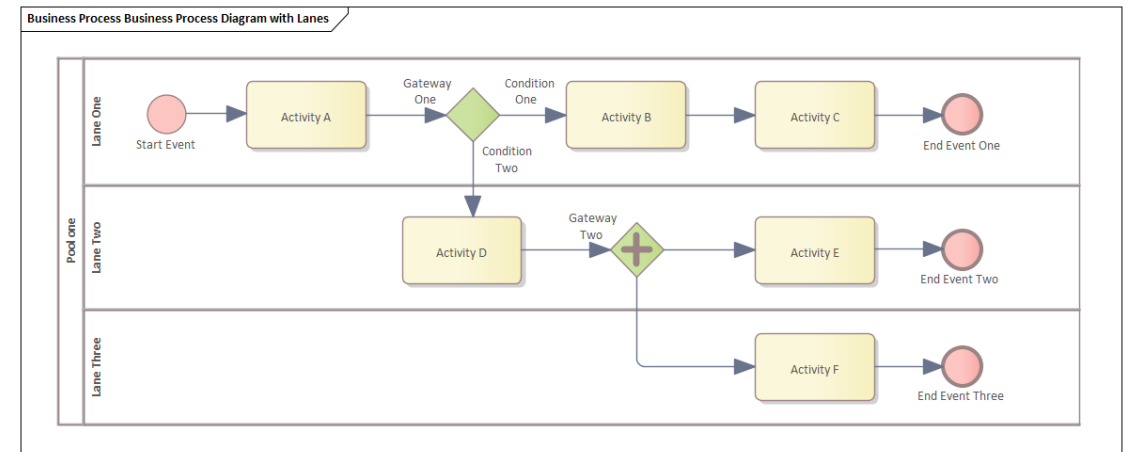 Business Process Business Process Diagram with Lanes
Pool one
Lane One
Start Event
Activity A
Gateway
One
Condition
One
Condition
Two
Activity B
Activity C
End Event One
Lane Two
Activity D
Gateway
Two
Activity E
End Event Two
Lane Three
Activity F
End Event Three